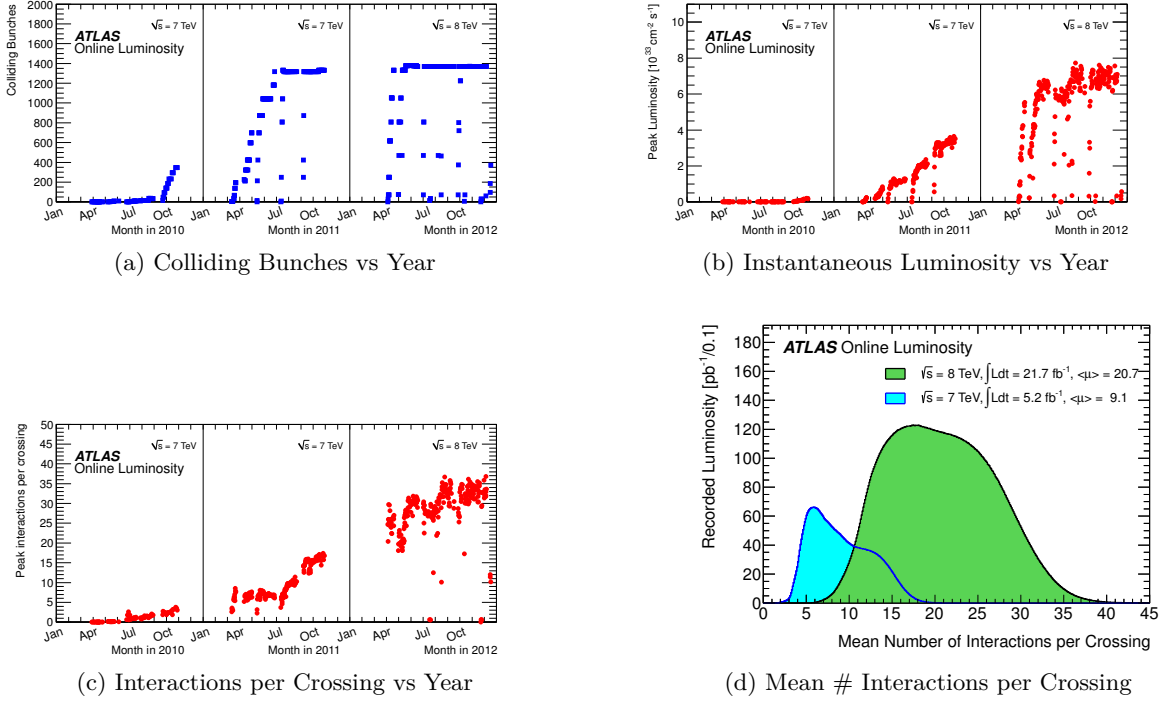 2000
1800
1600
1400
1200
1000
800
600
400
200
0
Colliding Bunches
ATLAS
Online Luminosity
√s = 7 TeV
√s = 7 TeV
√s = 8 TeV
Jan Apr Jul Oct Jan Apr Jul Oct Jan Apr Jul Oct
Month in 2010 Month in 2011 Month in 2012
(a) Colliding Bunches vs Year
10
8
6
4
2
0
Peak Luminosity [10³³ cm⁻² s⁻¹]
ATLAS
Online Luminosity
√s = 7 TeV
√s = 7 TeV
√s = 8 TeV
Jan Apr Jul Oct Jan Apr Jul Oct Jan Apr Jul Oct
Month in 2010 Month in 2011 Month in 2012
(b) Instantaneous Luminosity vs Year
50
45
40
35
30
25
20
15
10
5
0
Peak interactions per crossing
ATLAS
Online Luminosity
√s = 7 TeV
√s = 7 TeV
√s = 8 TeV
Jan Apr Jul Oct Jan Apr Jul Oct Jan Apr Jul Oct
Month in 2010 Month in 2011 Month in 2012
(c) Interactions per Crossing vs Year
180
160
140
120
100
80
60
40
20
0
Recorded Luminosity [pb⁻¹/0.1]
ATLAS Online Luminosity
√s = 8 TeV, ∫Ldt = 21.7 fb⁻¹, <μ> = 20.7
√s = 7 TeV, ∫Ldt = 5.2 fb⁻¹, <μ> = 9.1
0 5 10 15 20 25 30 35 40 45
Mean Number of Interactions per Crossing
(d) Mean # Interactions per Crossing